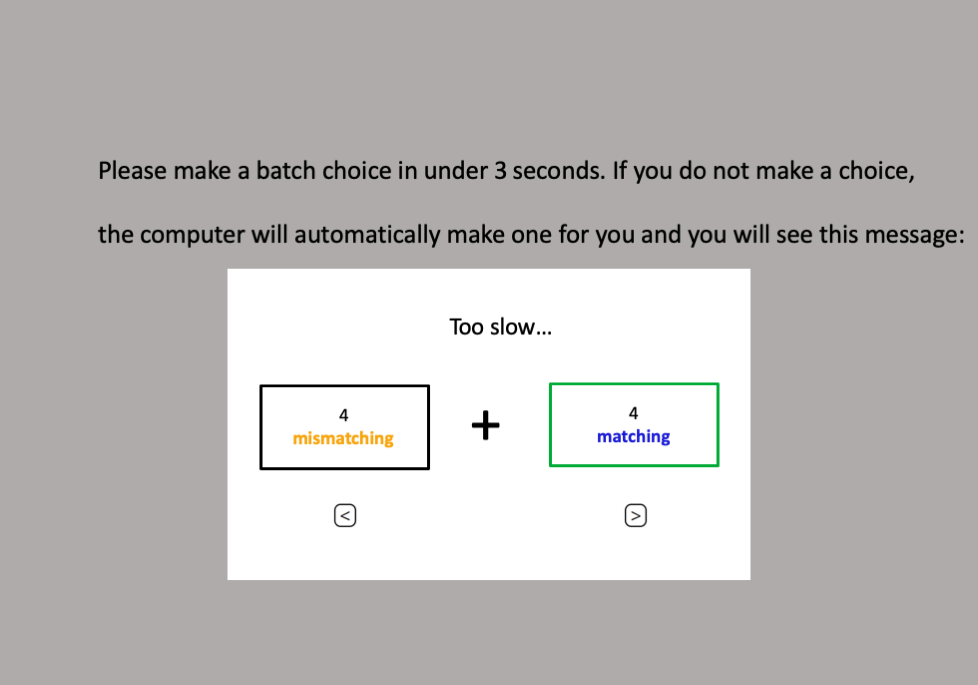 Please make a batch choice in under 3 seconds. If you do not make a choice,
the computer will automatically make one for you and you will see this message:
Too slow...
4
mismatching
+
4
matching
< >